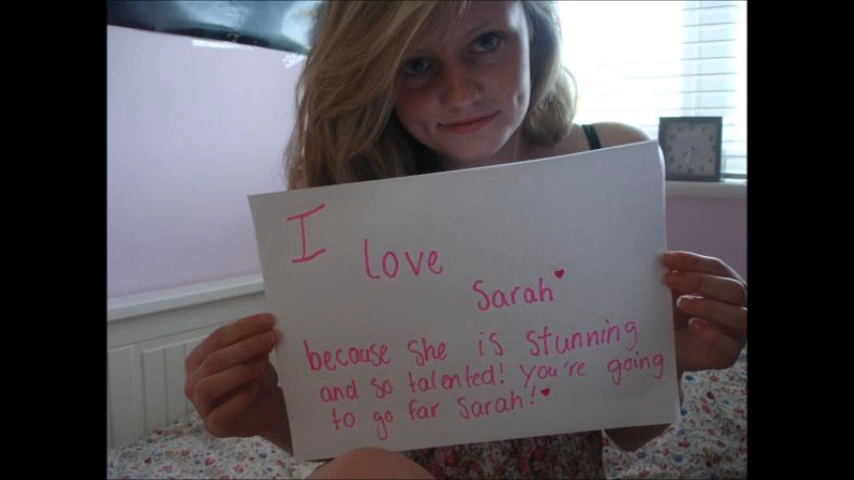 I
love
Sarah♥
because she is stunning
and so talented! You're going
to go far Sarah!♥